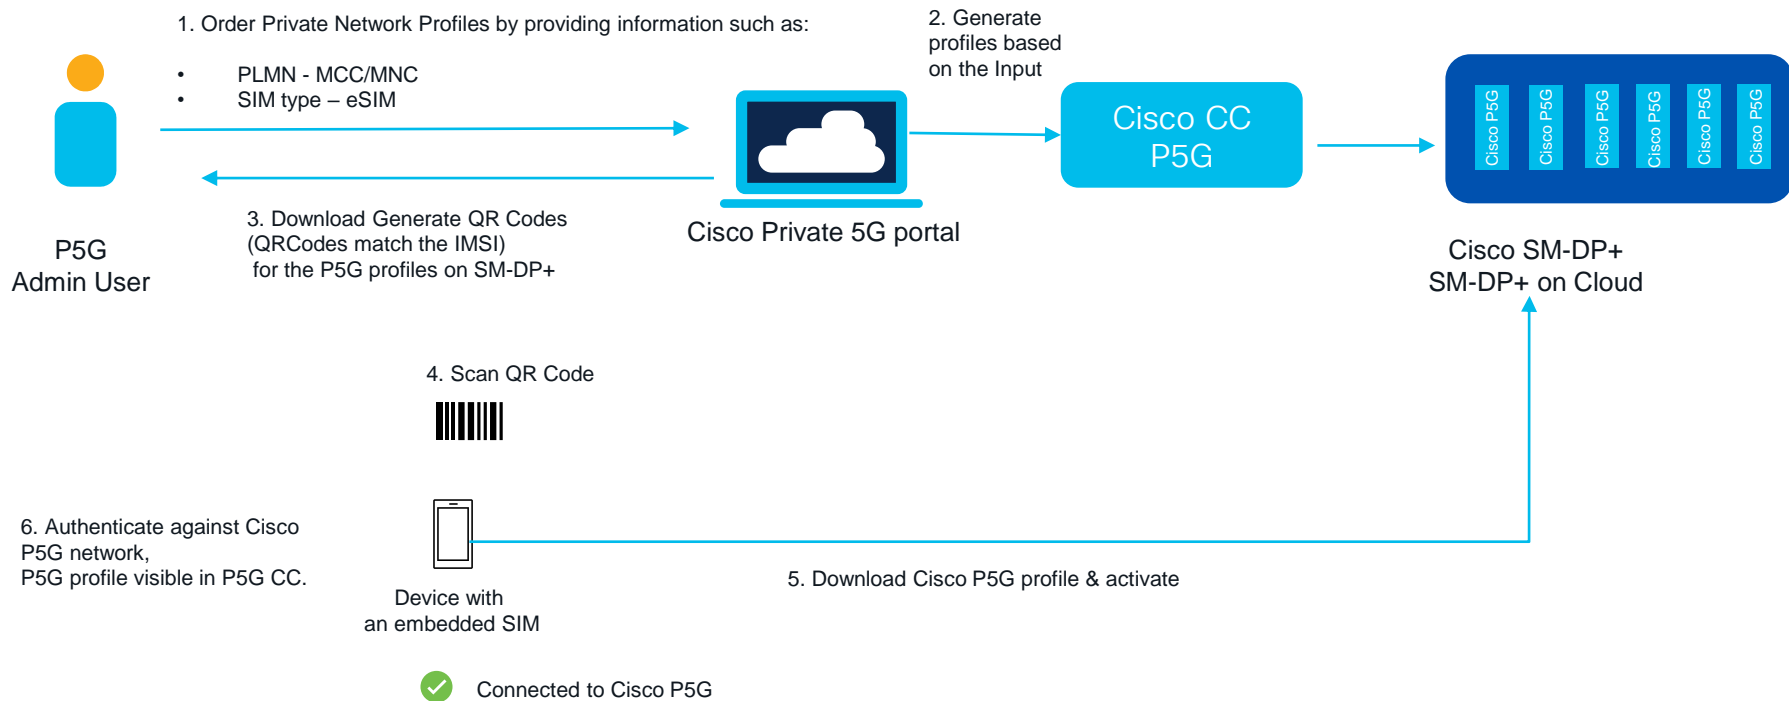 1. Order Private Network Profiles by providing information such as:
• PLMN - MCC/MNC
• SIM type – eSIM
2. Generate
profiles based
on the Input
Cisco CC
P5G
Cisco P5G
Cisco P5G
Cisco P5G
Cisco P5G
Cisco P5G
Cisco P5G
3. Download Generate QR Codes
(QRCodes match the IMSI)
for the P5G profiles on SM-DP+
P5G
Admin User
Cisco Private 5G portal
Cisco SM-DP+
SM-DP+ on Cloud
4. Scan QR Code
6. Authenticate against Cisco
P5G network,
P5G profile visible in P5G CC.
5. Download Cisco P5G profile & activate
Device with
an embedded SIM
Connected to Cisco P5G